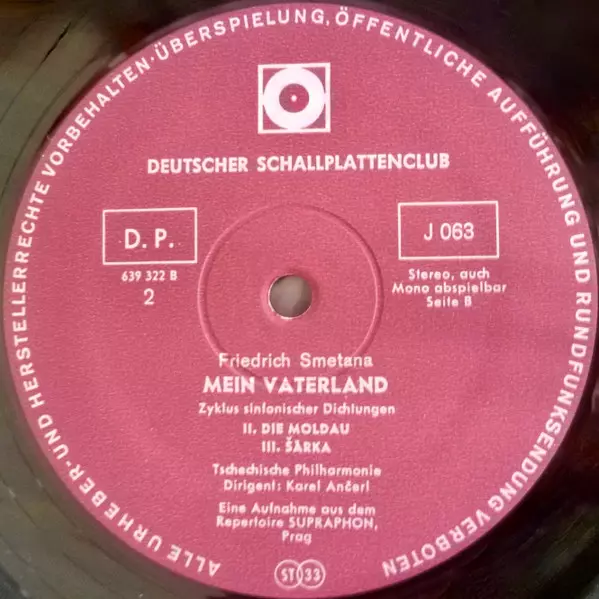 ALLE URHEBER- UND HERSTELLERRECHTE VORBEHALTEN · ÜBERSPIELUNG, ÖFFENTLICHE AUFFÜHRUNG UND RUNDFUNKSENDUNG VERBOTEN
DEUTSCHER SCHALLPLATTENCLUB
D. P.
639 322 B
2
J 063
Stereo, auch
Mono abspielbar
Seite B
Friedrich Smetana
MEIN VATERLAND
Zyklus sinfonischer Dichtungen
II. DIE MOLDAU
III. ŠÁRKA
Tschechische Philharmonie
Dirigent: Karel Ančerl
Eine Aufnahme aus dem
Repertoire SUPRAPHON,
Prag
ST 33